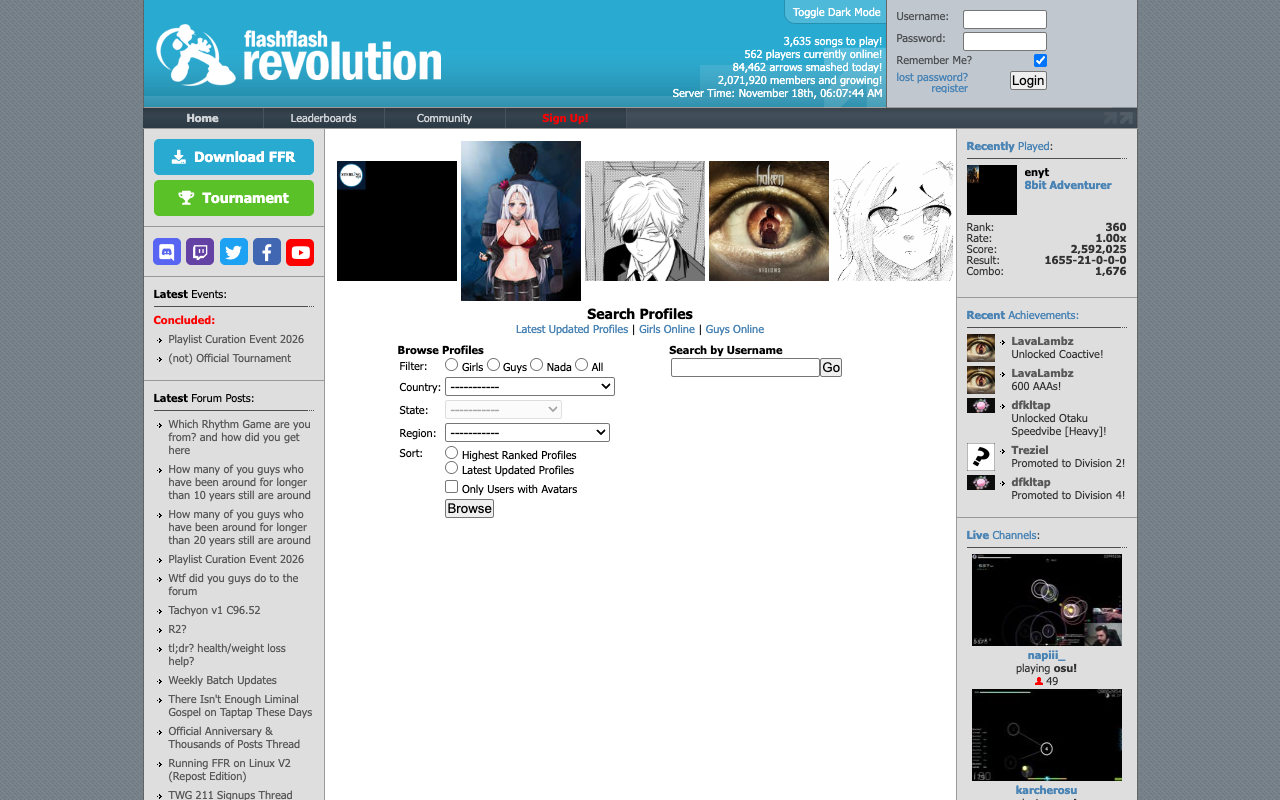 Toggle Dark Mode
flashflash
revolution
3,635 songs to play!
562 players currently online!
84,462 arrows smashed today!
2,071,920 members and growing!
Server Time: November 18th, 06:07:44 AM
Username:
Password:
Remember Me?
lost password?
register
Login
Home
Leaderboards
Community
Sign Up!
Download FFR
Tournament
Latest Events:
Concluded:
Playlist Curation Event 2026
(not) Official Tournament
Latest Forum Posts:
Which Rhythm Game are you
from? and how did you get
here
How many of you guys who
have been around for longer
than 10 years still are around
How many of you guys who
have been around for longer
than 20 years still are around
Playlist Curation Event 2026
Wtf did you guys do to the
forum
Tachyon v1 C96.52
R2?
tl;dr? health/weight loss
help?
Weekly Batch Updates
There Isn't Enough Liminal
Gospel on Taptap These Days
Official Anniversary &
Thousands of Posts Thread
Running FFR on Linux V2
(Repost Edition)
TWG 211 Signups Thread
haken
VISIONS
Search Profiles
Latest Updated Profiles | Girls Online | Guys Online
Browse Profiles
Filter: Girls Guys Nada All
Country: -----------
State: -----------
Region: -----------
Sort: Highest Ranked Profiles
Latest Updated Profiles
Only Users with Avatars
Browse
Search by Username
Go
Recently Played:
enyt
8bit Adventurer
Rank: 360
Rate: 1.00x
Score: 2,592,025
Result: 1655-21-0-0-0
Combo: 1,676
Recent Achievements:
LavaLambz
Unlocked Coactive!
LavaLambz
600 AAAs!
dfkltap
Unlocked Otaku
Speedvibe [Heavy]!
Treziel
Promoted to Division 2!
dfkltap
Promoted to Division 4!
Live Channels:
napiii_
playing osu!
49
karcherosu